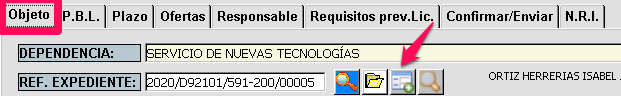 Objeto P.B.L. Plazo Ofertas Responsable Requisitos prev.Lic. Confirmar/Enviar N.R.I.
DEPENDENCIA: SERVICIO DE NUEVAS TECNOLOGÍAS
REF. EXPEDIENTE: 2020/D92101/591-200/00005 ORTIZ HERRERIAS ISABEL